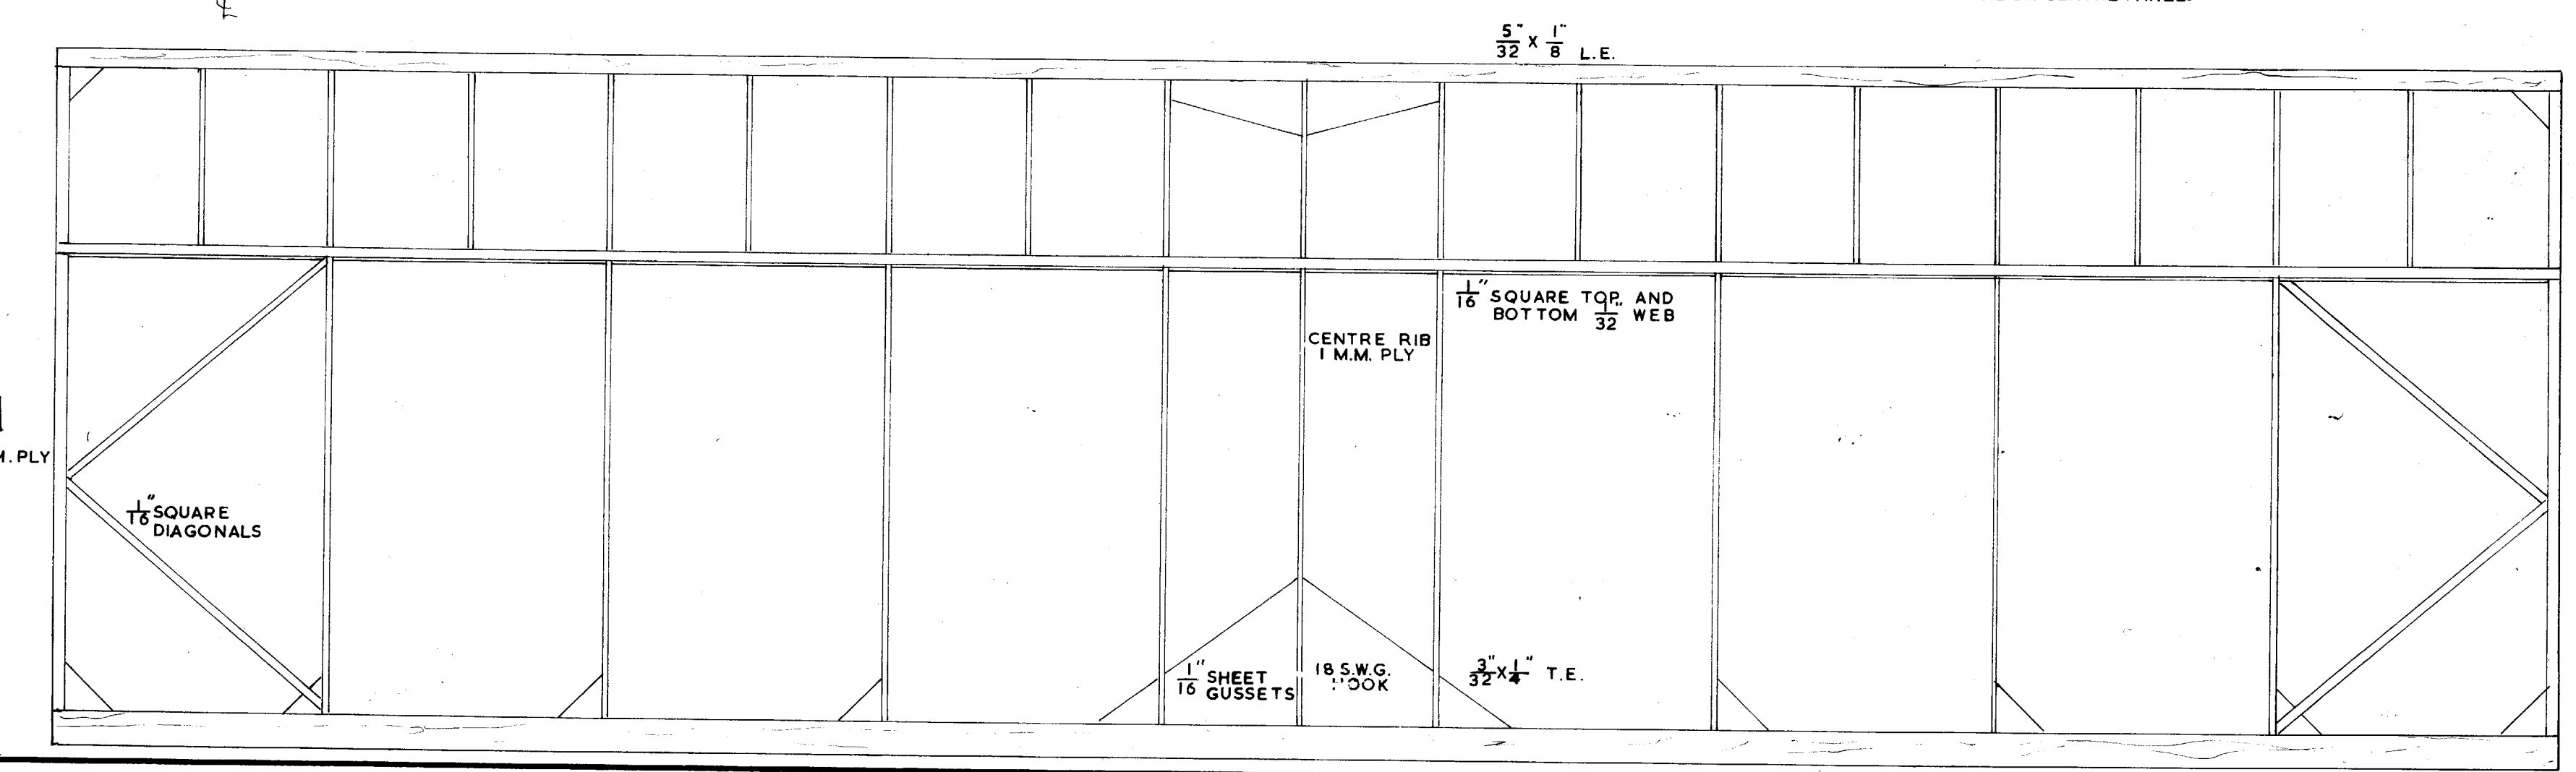 5/32" x 1/8" L.E.
1/16" SQUARE TOP AND
BOTTOM 1/32" WEB
CENTRE RIB
1 M.M. PLY
M. PLY
1/16" SQUARE
DIAGONALS
1/16" SHEET
GUSSETS
18 S.W.G.
3/32" x 1/4" T.E.